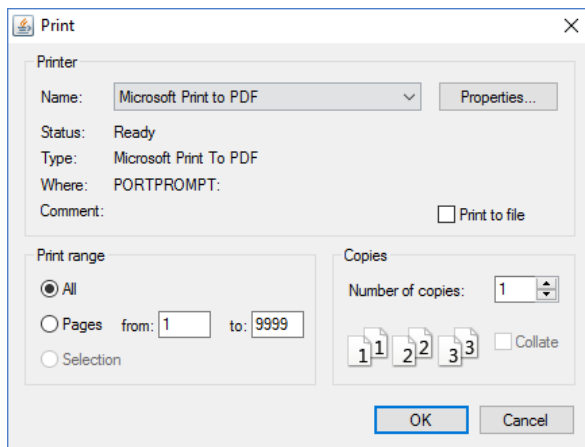 Print
Printer
Name: Microsoft Print to PDF Properties...
Status: Ready
Type: Microsoft Print To PDF
Where: PORTPROMPT:
Comment: Print to file
Print range
All
Pages from: 1 to: 9999
Selection
Copies
Number of copies: 1
1 1 2 2 3 3 Collate
OK Cancel